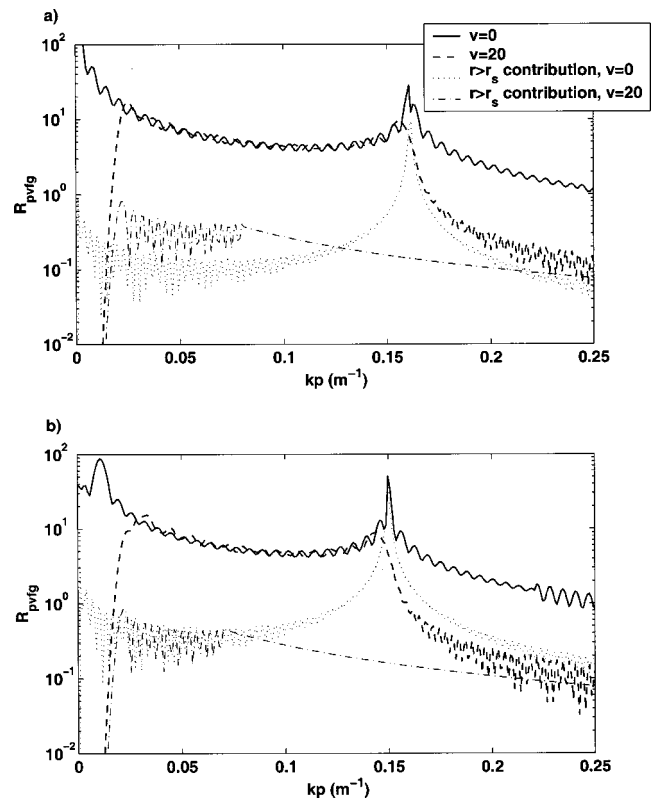 a)
v=0
v=20
r>r_s contribution, v=0
r>r_s contribution, v=20
10^2
10^1
10^0
10^−1
10^−2
R_pvfg
0 0.05 0.1 0.15 0.2 0.25
kp (m^−1)
b)
10^2
10^1
10^0
10^−1
10^−2
R_pvfg
0 0.05 0.1 0.15 0.2 0.25
kp (m^−1)